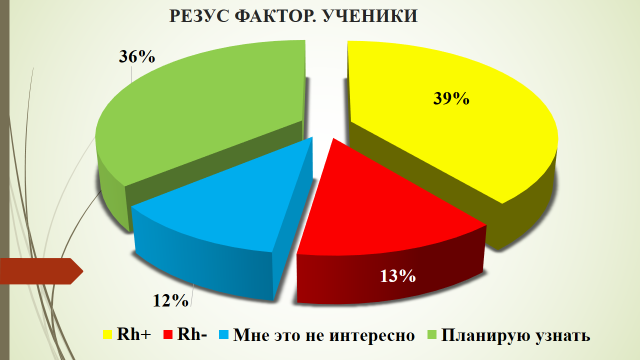 РЕЗУС ФАКТОР. УЧЕНИКИ
36%
39%
13%
12%
Rh+ Rh- Мне это не интересно Планирую узнать